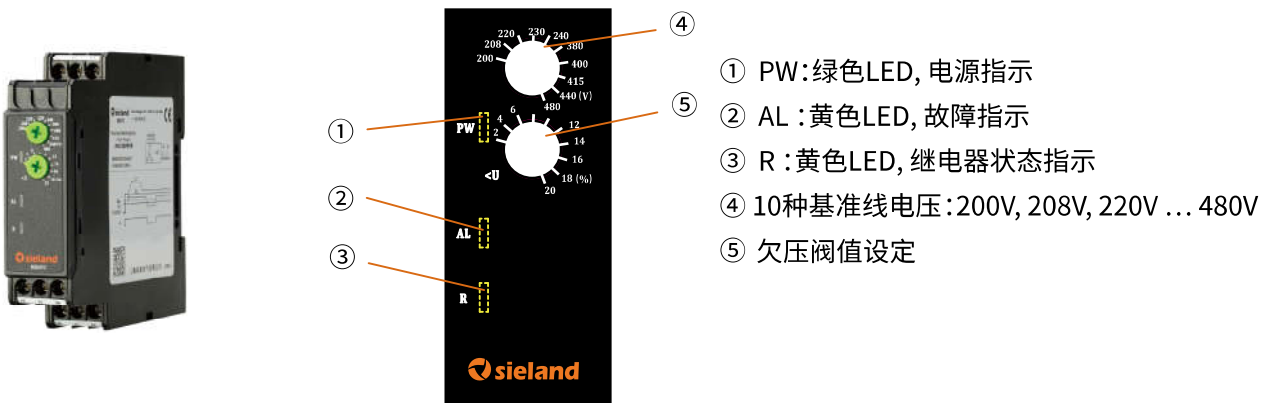 ④
220 230 240
208 380
200 400
415
440 (V)
480
⑤
①
PW
2 4 6 12
14
16
18 (%)
20
<U
②
AL
③
R
sieland
sieland
① PW:绿色LED, 电源指示
② AL :黄色LED, 故障指示
③ R :黄色LED, 继电器状态指示
④ 10种基准线电压:200V, 208V, 220V … 480V
⑤ 欠压阀值设定